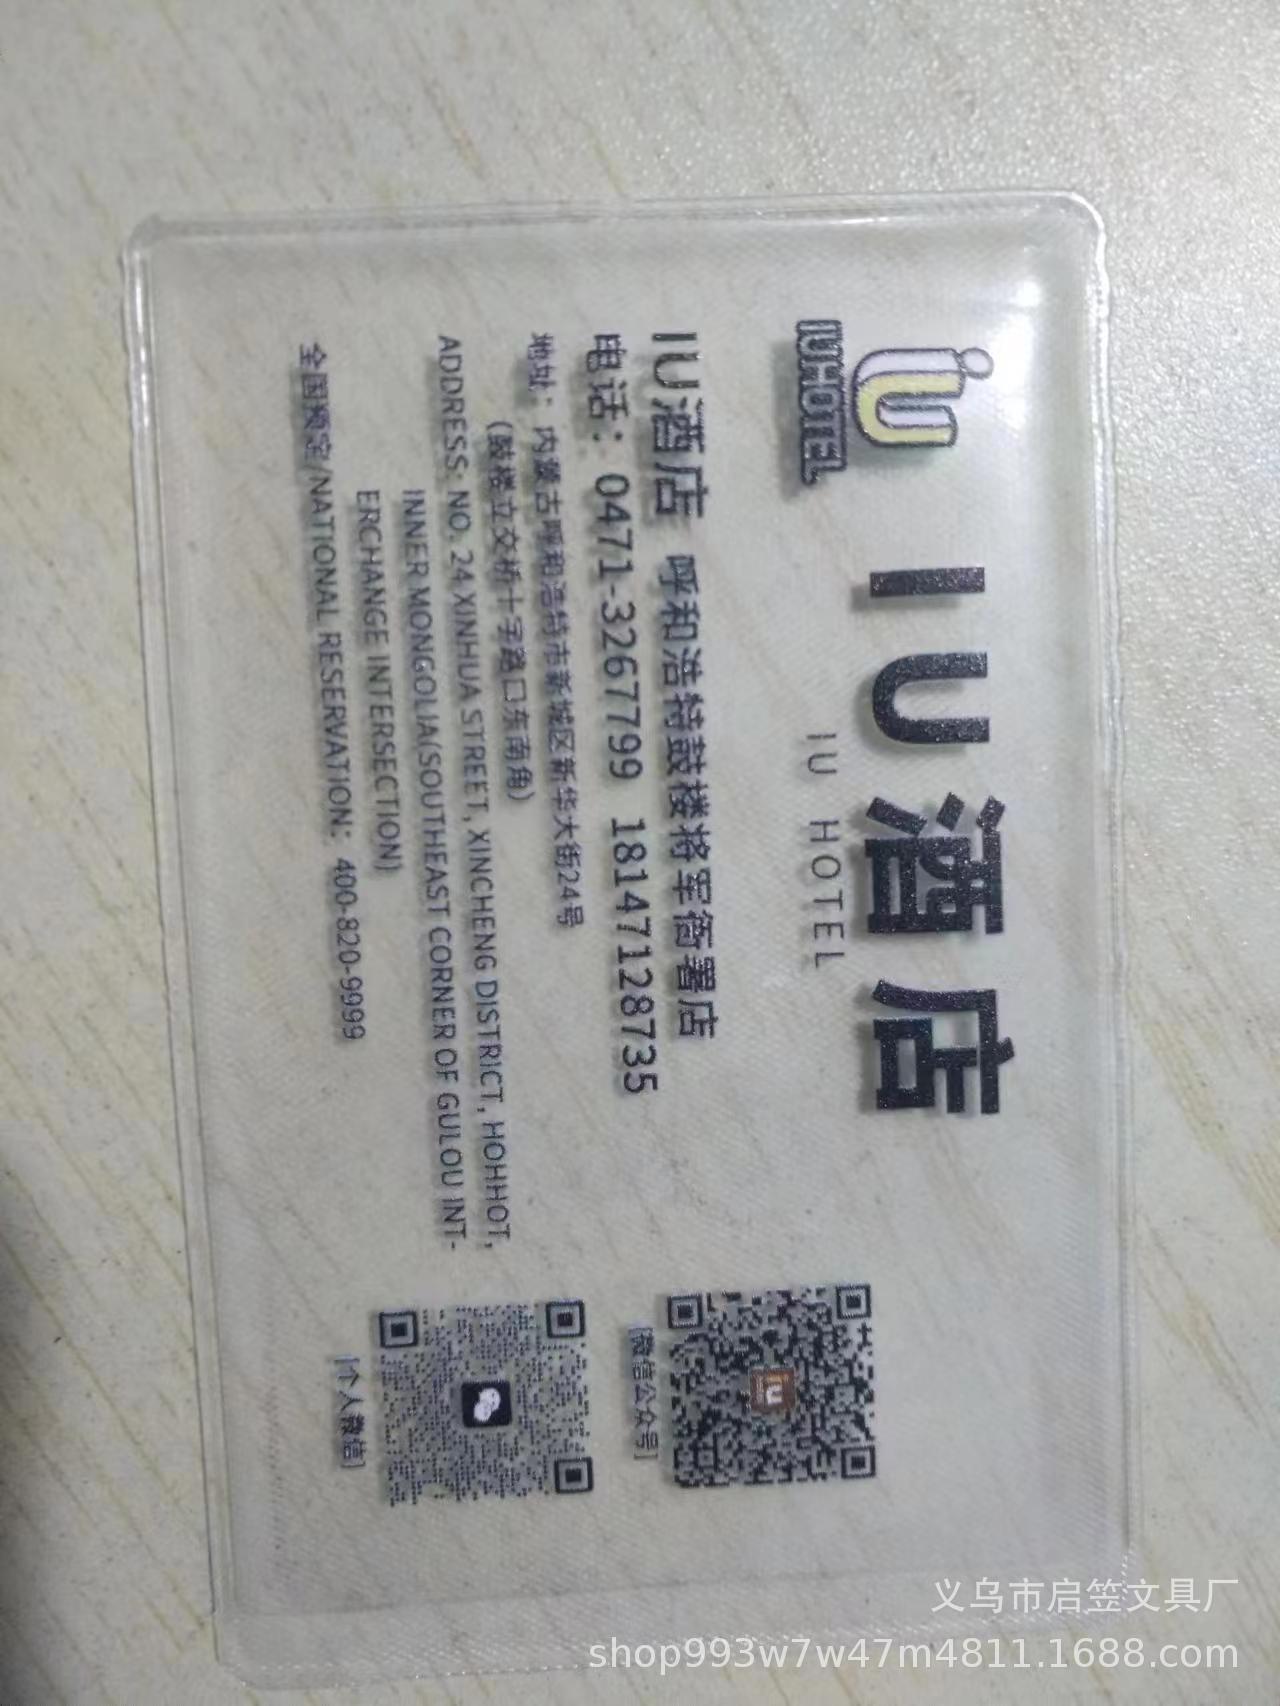 iU
IU HOTEL
IU酒店
IU HOTEL
IU酒店 呼和浩特鼓楼将军衙署店
电话：0471-3267799 18147128735
地址：内蒙古呼和浩特市新城区新华大街24号
(鼓楼立交桥十字路口东南角)
ADDRESS: NO. 24 XINHUA STREET, XINCHENG DISTRICT, HOHHOT,
INNER MONGOLIA(SOUTHEAST CORNER OF GULOU INT-
ERCHANGE INTERSECTION)
全国预定/NATIONAL RESERVATION：400-820-9999
iU
[微信公众号]
[个人微信]
义乌市启签文具厂
shop993w7w47m4811.1688.com